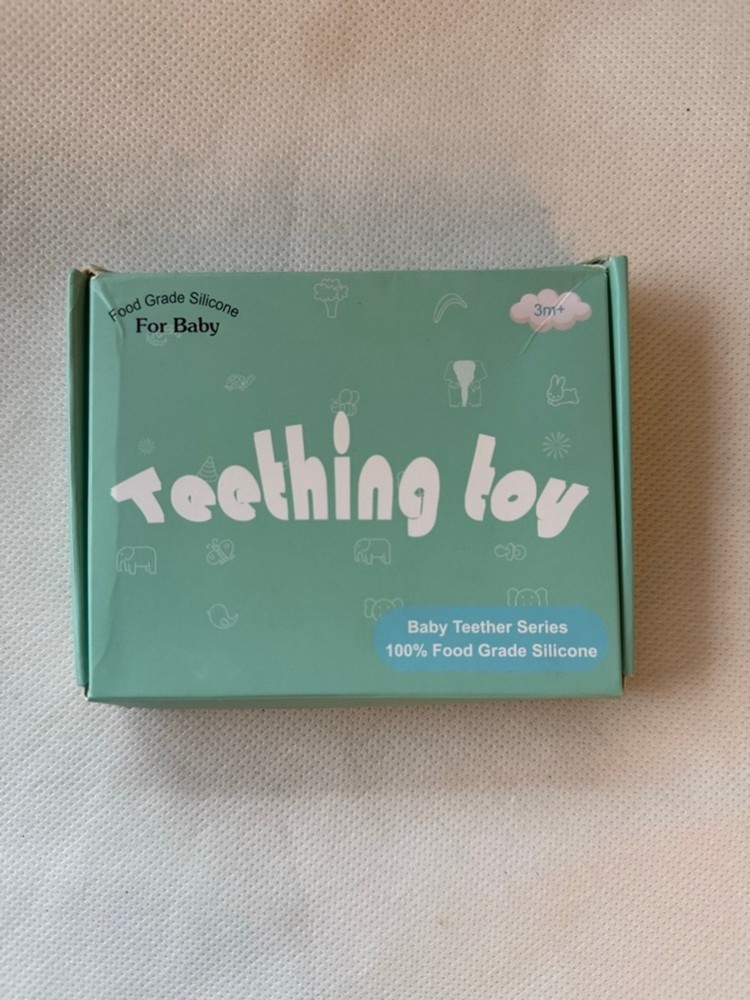 Food Grade Silicone
For Baby
3m+
Teething toy
Baby Teether Series
100% Food Grade Silicone